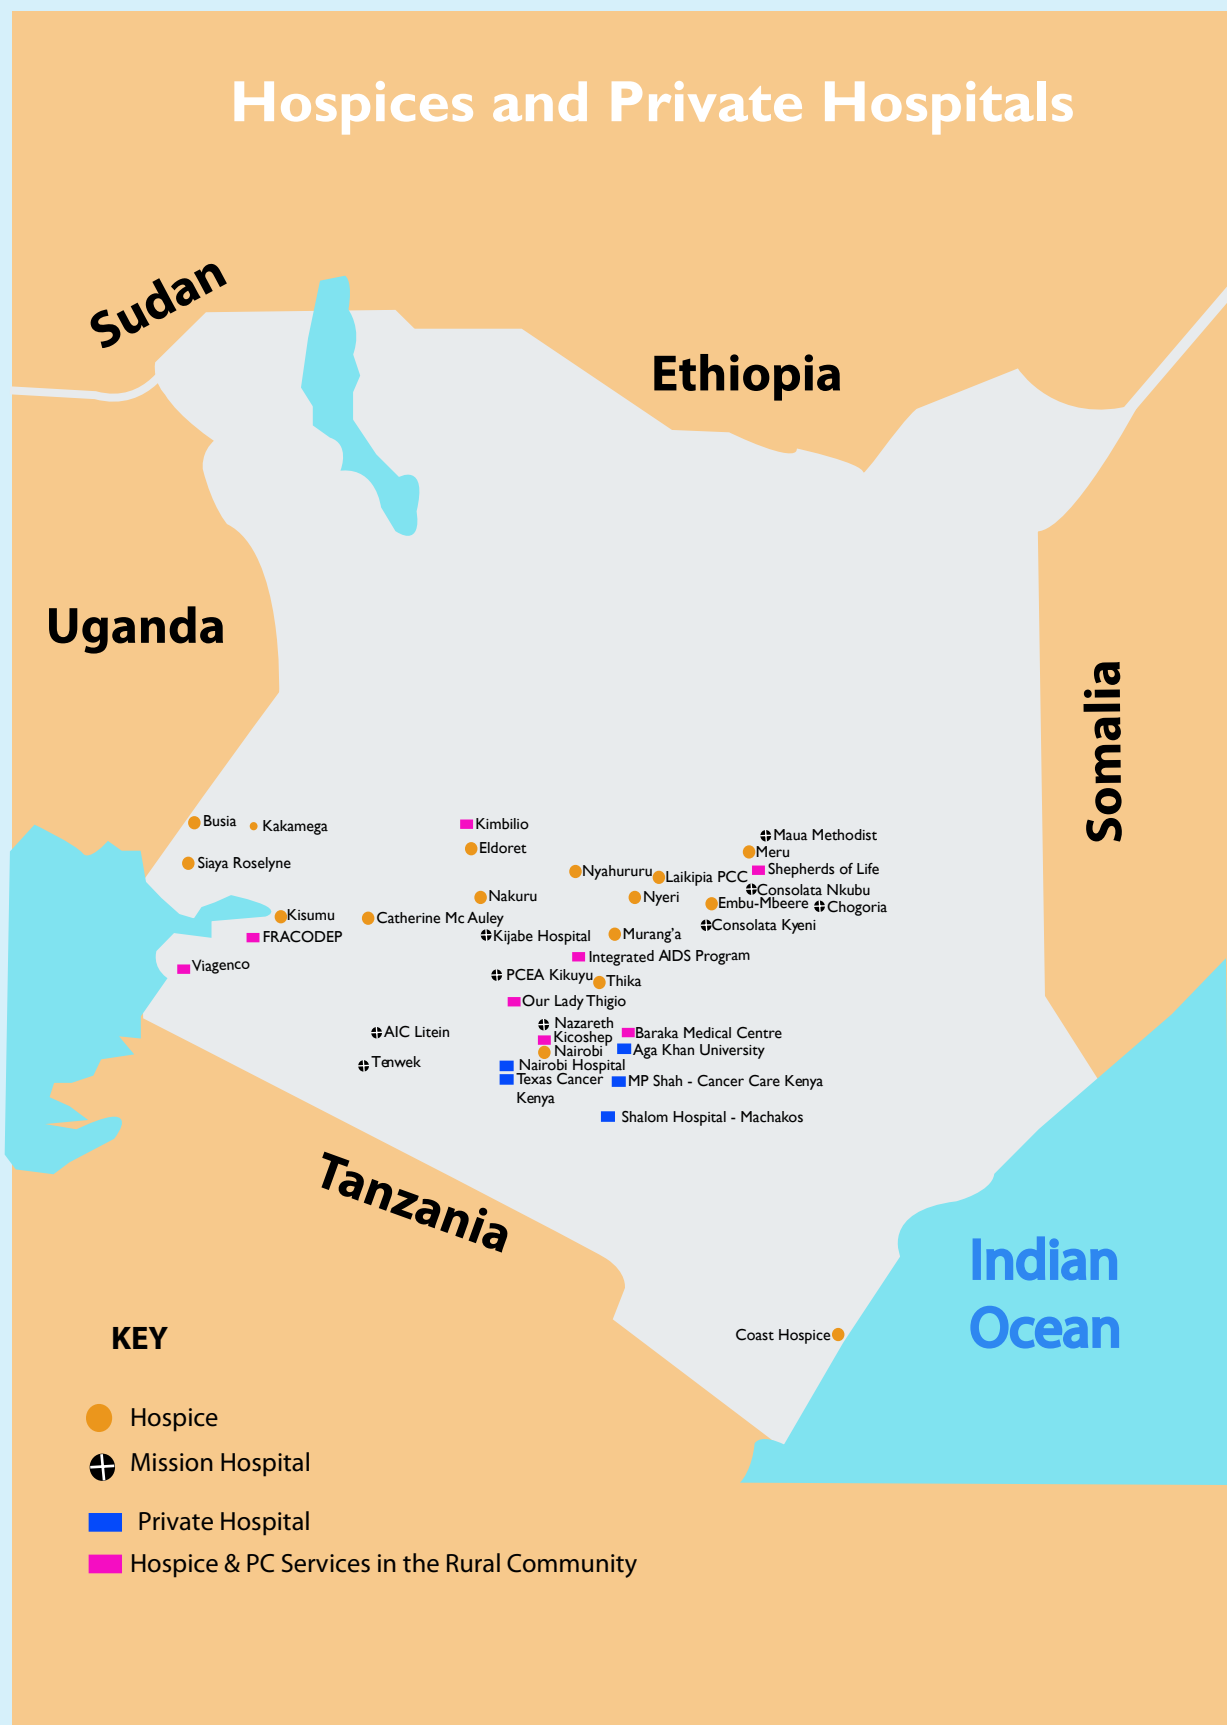 Hospices and Private Hospitals
Sudan
Ethiopia
Uganda
Somalia
Busia
Kakamega
Kimbilio
Maua Methodist
Eldoret
Meru
Siaya Roselyne
Nyahururu
Laikipia PCC
Shepherds of Life
Consolata Nkubu
Nakuru
Nyeri
Embu-Mbeere
Chogoria
Kisumu
Catherine Mc Auley
Consolata Kyeni
FRACODEP
Kijabe Hospital
Murang'a
Integrated AIDS Program
Viagenco
PCEA Kikuyu
Thika
Our Lady Thigio
AIC Litein
Nazareth
Kicoshep
Baraka Medical Centre
Nairobi
Aga Khan University
Tenwek
Nairobi Hospital
Texas Cancer
Kenya
MP Shah - Cancer Care Kenya
Shalom Hospital - Machakos
Tanzania
Indian
Ocean
Coast Hospice
KEY
Hospice
Mission Hospital
Private Hospital
Hospice & PC Services in the Rural Community